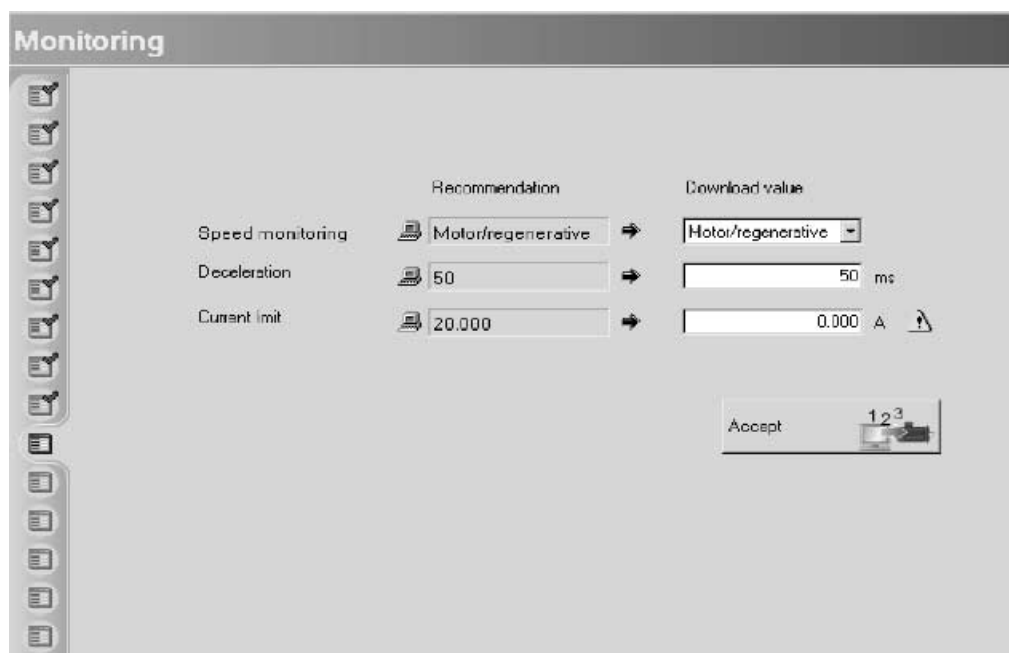 Monitoring
Recommendation Download value
Speed monitoring Motor/regenerative Motor/regenerative
Deceleration 50 50 ms
Current limit 20.000 0.000 A
Accept 123